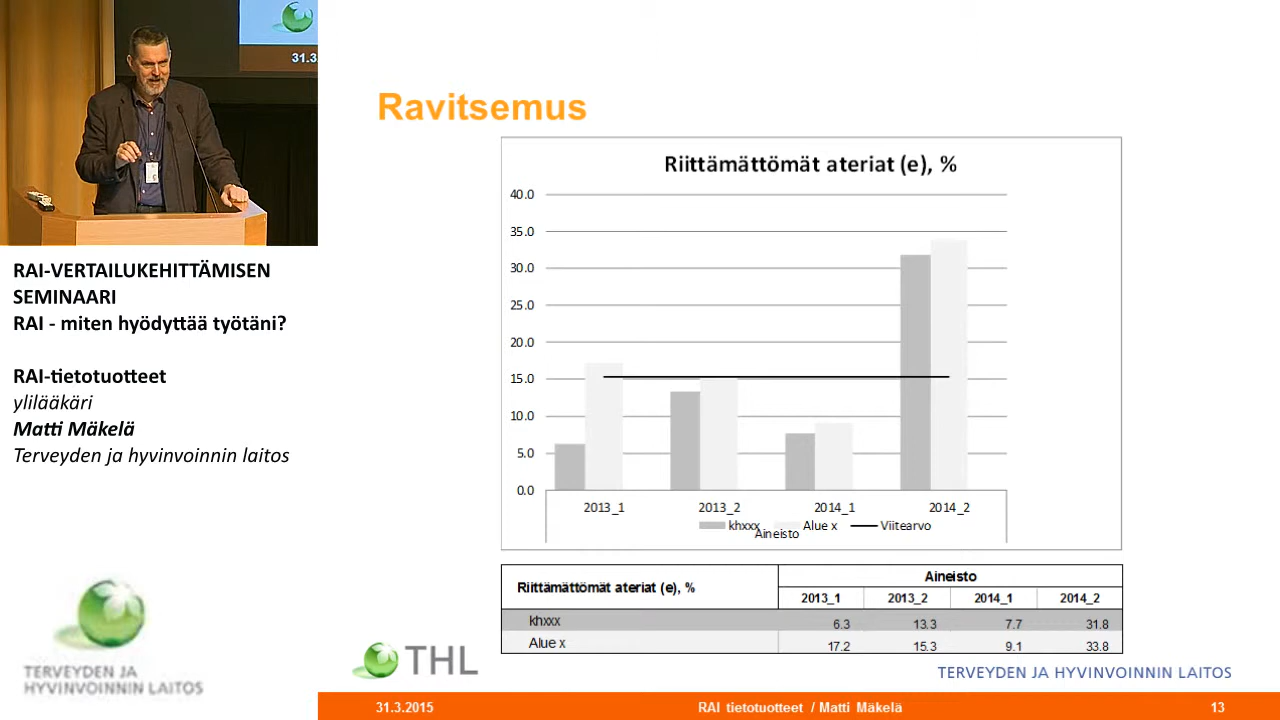 31.3
RAI-VERTAILUKEHITTÄMISEN
SEMINAARI
RAI - miten hyödyttää työtäni?
RAI-tietotuotteet
ylilääkäri
Matti Mäkelä
Terveyden ja hyvinvoinnin laitos
TERVEYDEN JA
HYVINVOINNIN LAITOS
Ravitsemus
Riittämättömät ateriat (e), %
40.0
35.0
30.0
25.0
20.0
15.0
10.0
5.0
0.0
2013_1 2013_2 2014_1 2014_2
khxxx Alue x Viitearvo
Aineisto
Riittämättömät ateriat (e), % Aineisto
2013_1 2013_2 2014_1 2014_2
khxxx 6.3 13.3 7.7 31.8
Alue x 17.2 15.3 9.1 33.8
THL
TERVEYDEN JA HYVINVOINNIN LAITOS
31.3.2015 RAI tietotuotteet / Matti Mäkelä 13